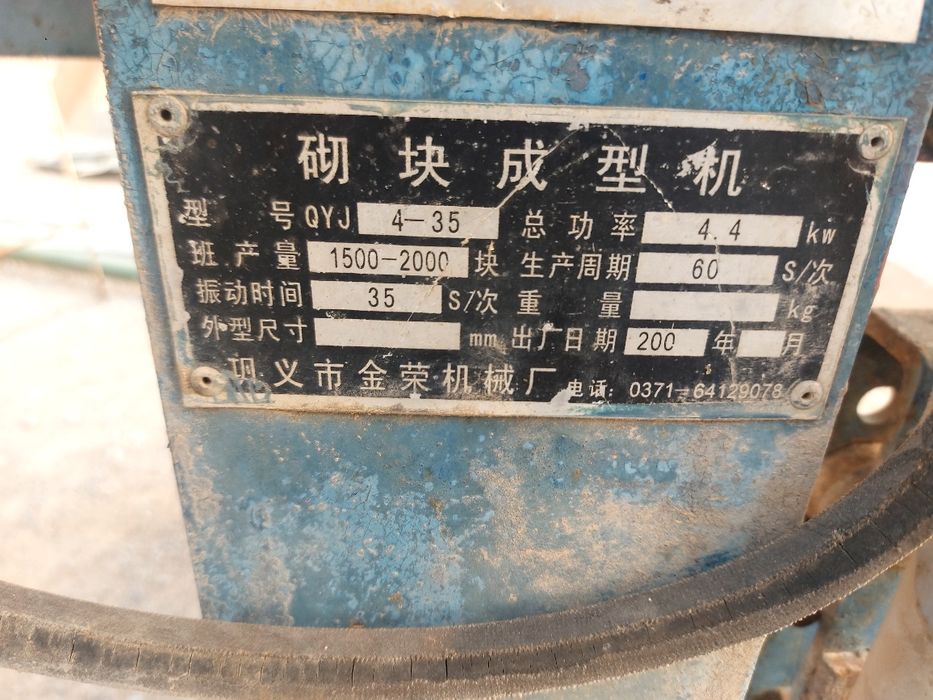 砌块成型机
型 号 QYJ 4-35 总功率 4.4 kw
班产量 1500-2000 块 生产周期 60 S/次
振动时间 35 S/次 重 量 kg
外型尺寸 mm 出厂日期 200 年 月
巩义市金荣机械厂 电话: 0371-64129078